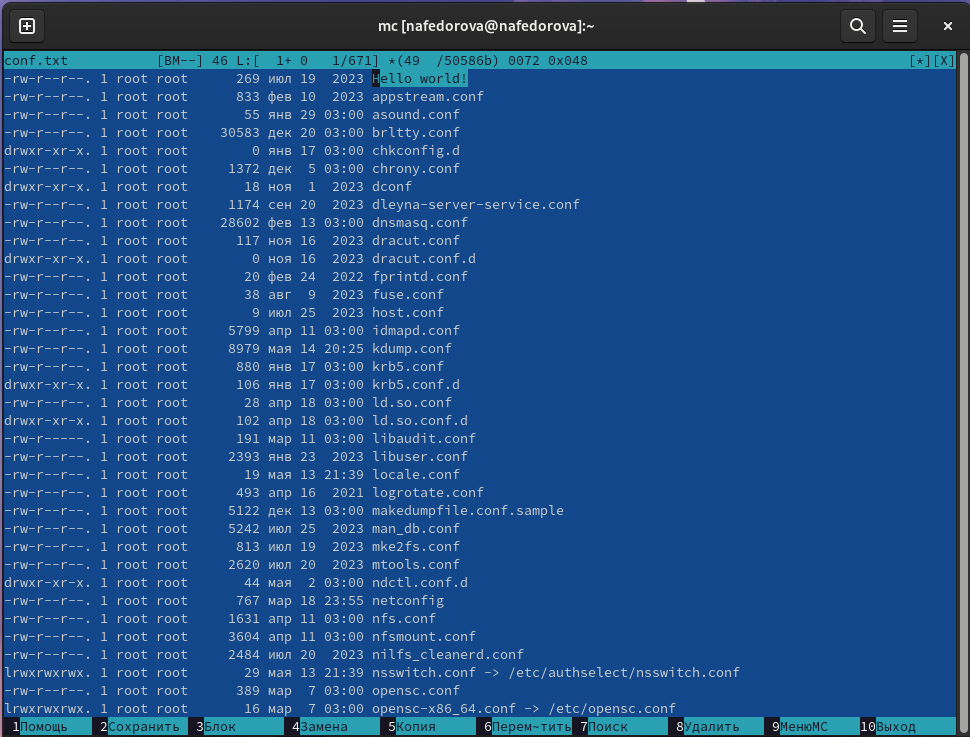 mc [nafedorova@nafedorova]:~
conf.txt            [BM--] 46 L:[  1+ 0   1/671] *(49  /50586b) 0072 0x048                                        [*][X]
-rw-r--r--. 1 root root      269 июл 19  2023 Hello world!
-rw-r--r--. 1 root root      833 фев 10  2023 appstream.conf
-rw-r--r--. 1 root root       55 янв 29 03:00 asound.conf
-rw-r--r--. 1 root root    30583 дек 20 03:00 brltty.conf
drwxr-xr-x. 1 root root        0 янв 17 03:00 chkconfig.d
-rw-r--r--. 1 root root     1372 дек  5 03:00 chrony.conf
drwxr-xr-x. 1 root root       18 ноя  1  2023 dconf
-rw-r--r--. 1 root root     1174 сен 20  2023 dleyna-server-service.conf
-rw-r--r--. 1 root root    28602 фев 13 03:00 dnsmasq.conf
-rw-r--r--. 1 root root      117 ноя 16  2023 dracut.conf
drwxr-xr-x. 1 root root        0 ноя 16  2023 dracut.conf.d
-rw-r--r--. 1 root root       20 фев 24  2022 fprintd.conf
-rw-r--r--. 1 root root       38 авг  9  2023 fuse.conf
-rw-r--r--. 1 root root        9 июл 25  2023 host.conf
-rw-r--r--. 1 root root     5799 апр 11 03:00 idmapd.conf
-rw-r--r--. 1 root root     8979 мая 14 20:25 kdump.conf
-rw-r--r--. 1 root root      880 янв 17 03:00 krb5.conf
drwxr-xr-x. 1 root root      106 янв 17 03:00 krb5.conf.d
-rw-r--r--. 1 root root       28 апр 18 03:00 ld.so.conf
drwxr-xr-x. 1 root root      102 апр 18 03:00 ld.so.conf.d
-rw-r-----. 1 root root      191 мар 11 03:00 libaudit.conf
-rw-r--r--. 1 root root     2393 янв 23  2023 libuser.conf
-rw-r--r--. 1 root root       19 мая 13 21:39 locale.conf
-rw-r--r--. 1 root root      493 апр 16  2021 logrotate.conf
-rw-r--r--. 1 root root     5122 дек 13 03:00 makedumpfile.conf.sample
-rw-r--r--. 1 root root     5242 июл 25  2023 man_db.conf
-rw-r--r--. 1 root root      813 июл 19  2023 mke2fs.conf
-rw-r--r--. 1 root root     2620 июл 20  2023 mtools.conf
drwxr-xr-x. 1 root root       44 мая  2 03:00 ndctl.conf.d
-rw-r--r--. 1 root root      767 мар 18 23:55 netconfig
-rw-r--r--. 1 root root     1631 апр 11 03:00 nfs.conf
-rw-r--r--. 1 root root     3604 апр 11 03:00 nfsmount.conf
-rw-r--r--. 1 root root     2484 июл 20  2023 nilfs_cleanerd.conf
lrwxrwxrwx. 1 root root       29 мая 13 21:39 nsswitch.conf -> /etc/authselect/nsswitch.conf
-rw-r--r--. 1 root root      389 мар  7 03:00 opensc.conf
lrwxrwxrwx. 1 root root       16 мар  7 03:00 opensc-x86_64.conf -> /etc/opensc.conf
1Помощь 2Сохранить 3Блок 4Замена 5Копия 6Перем~тить 7Поиск 8Удалить 9МенюMC 10Выход